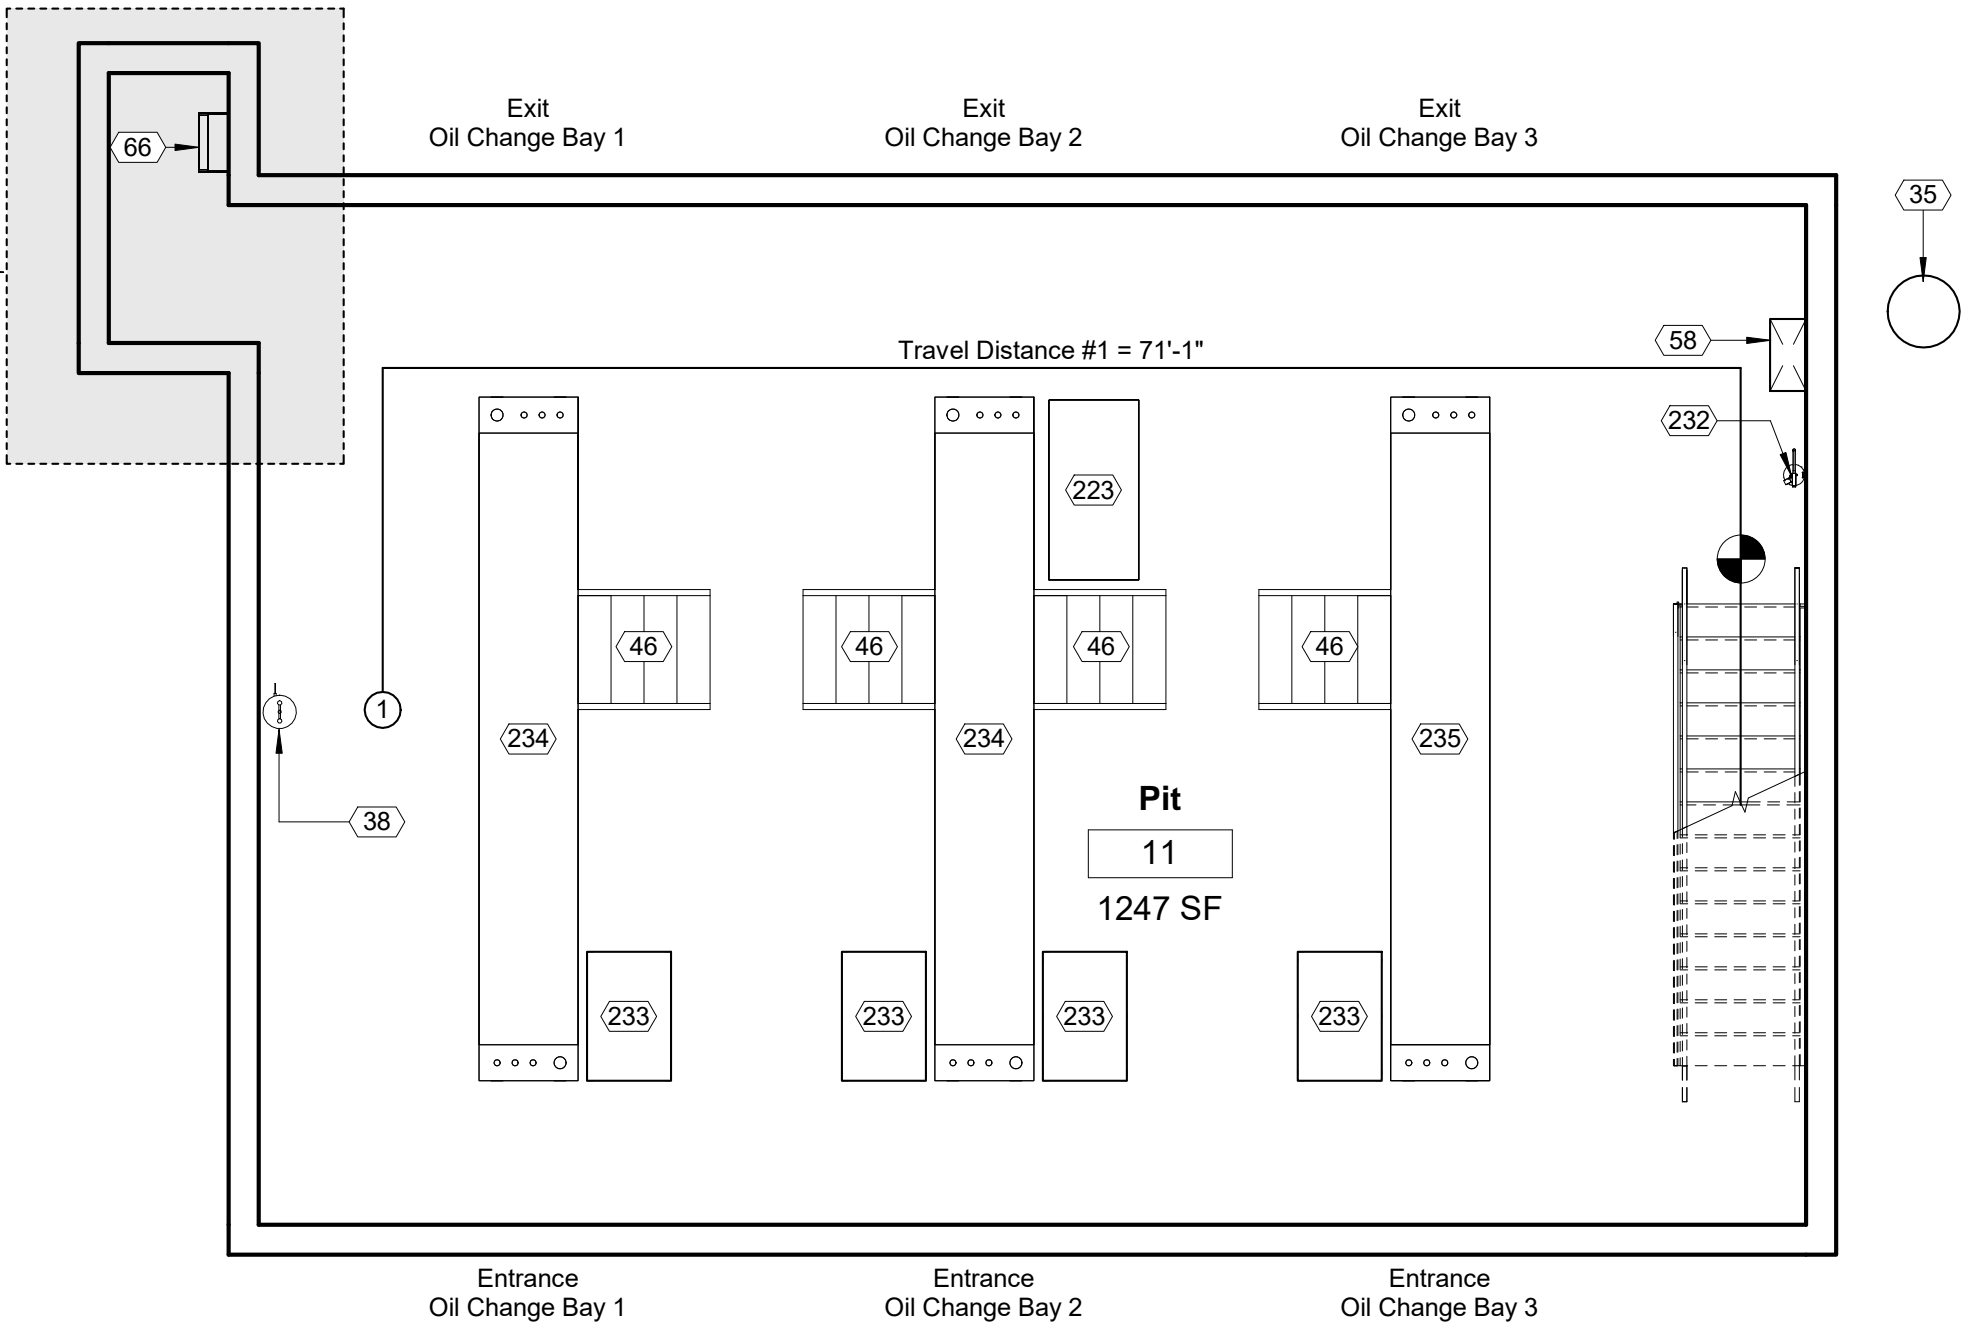 Exit
Oil Change Bay 1
Exit
Oil Change Bay 2
Exit
Oil Change Bay 3
66
35
Travel Distance #1 = 71'-1"
58
232
223
46
46
46
46
1
234
234
235
38
Pit
11
1247 SF
233
233
233
233
Entrance
Oil Change Bay 1
Entrance
Oil Change Bay 2
Entrance
Oil Change Bay 3